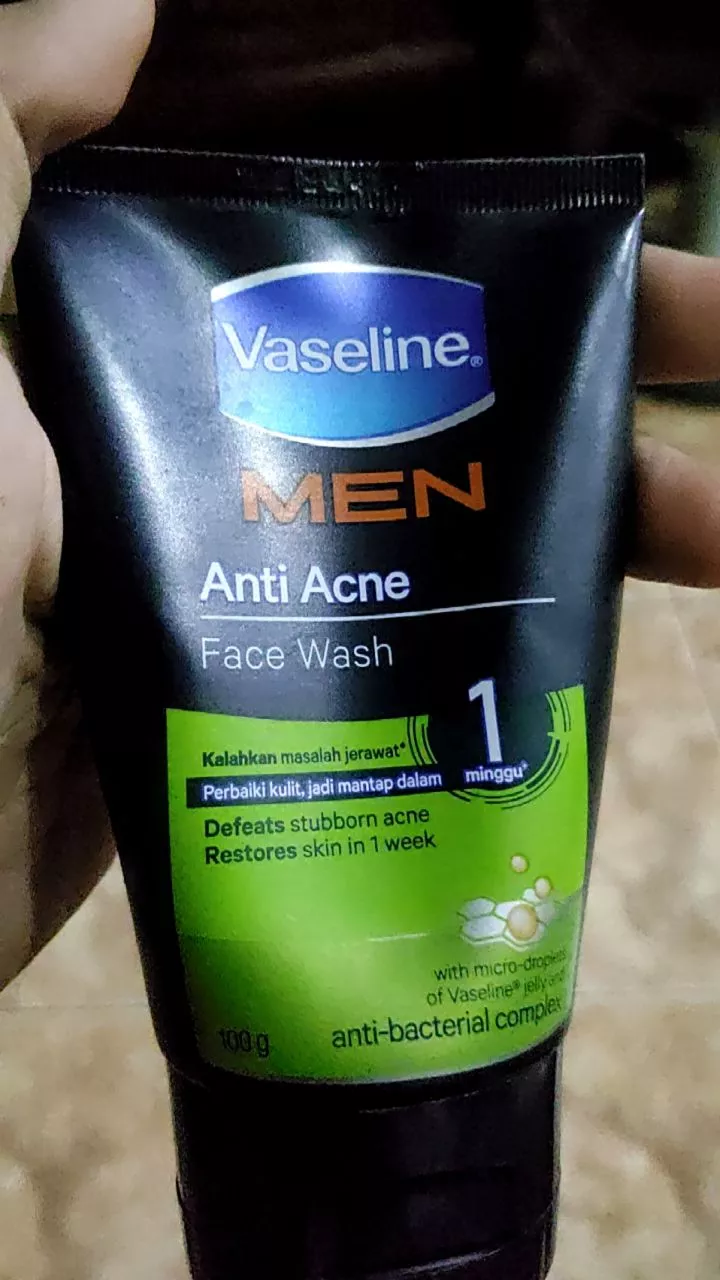 Vaseline®
MEN
Anti Acne
Face Wash
Kalahkan masalah jerawat*
Perbaiki kulit, jadi mantap dalam
1
minggu*
Defeats stubborn acne
Restores skin in 1 week
with micro-droplets
of Vaseline® jelly and
anti-bacterial complex
100 g